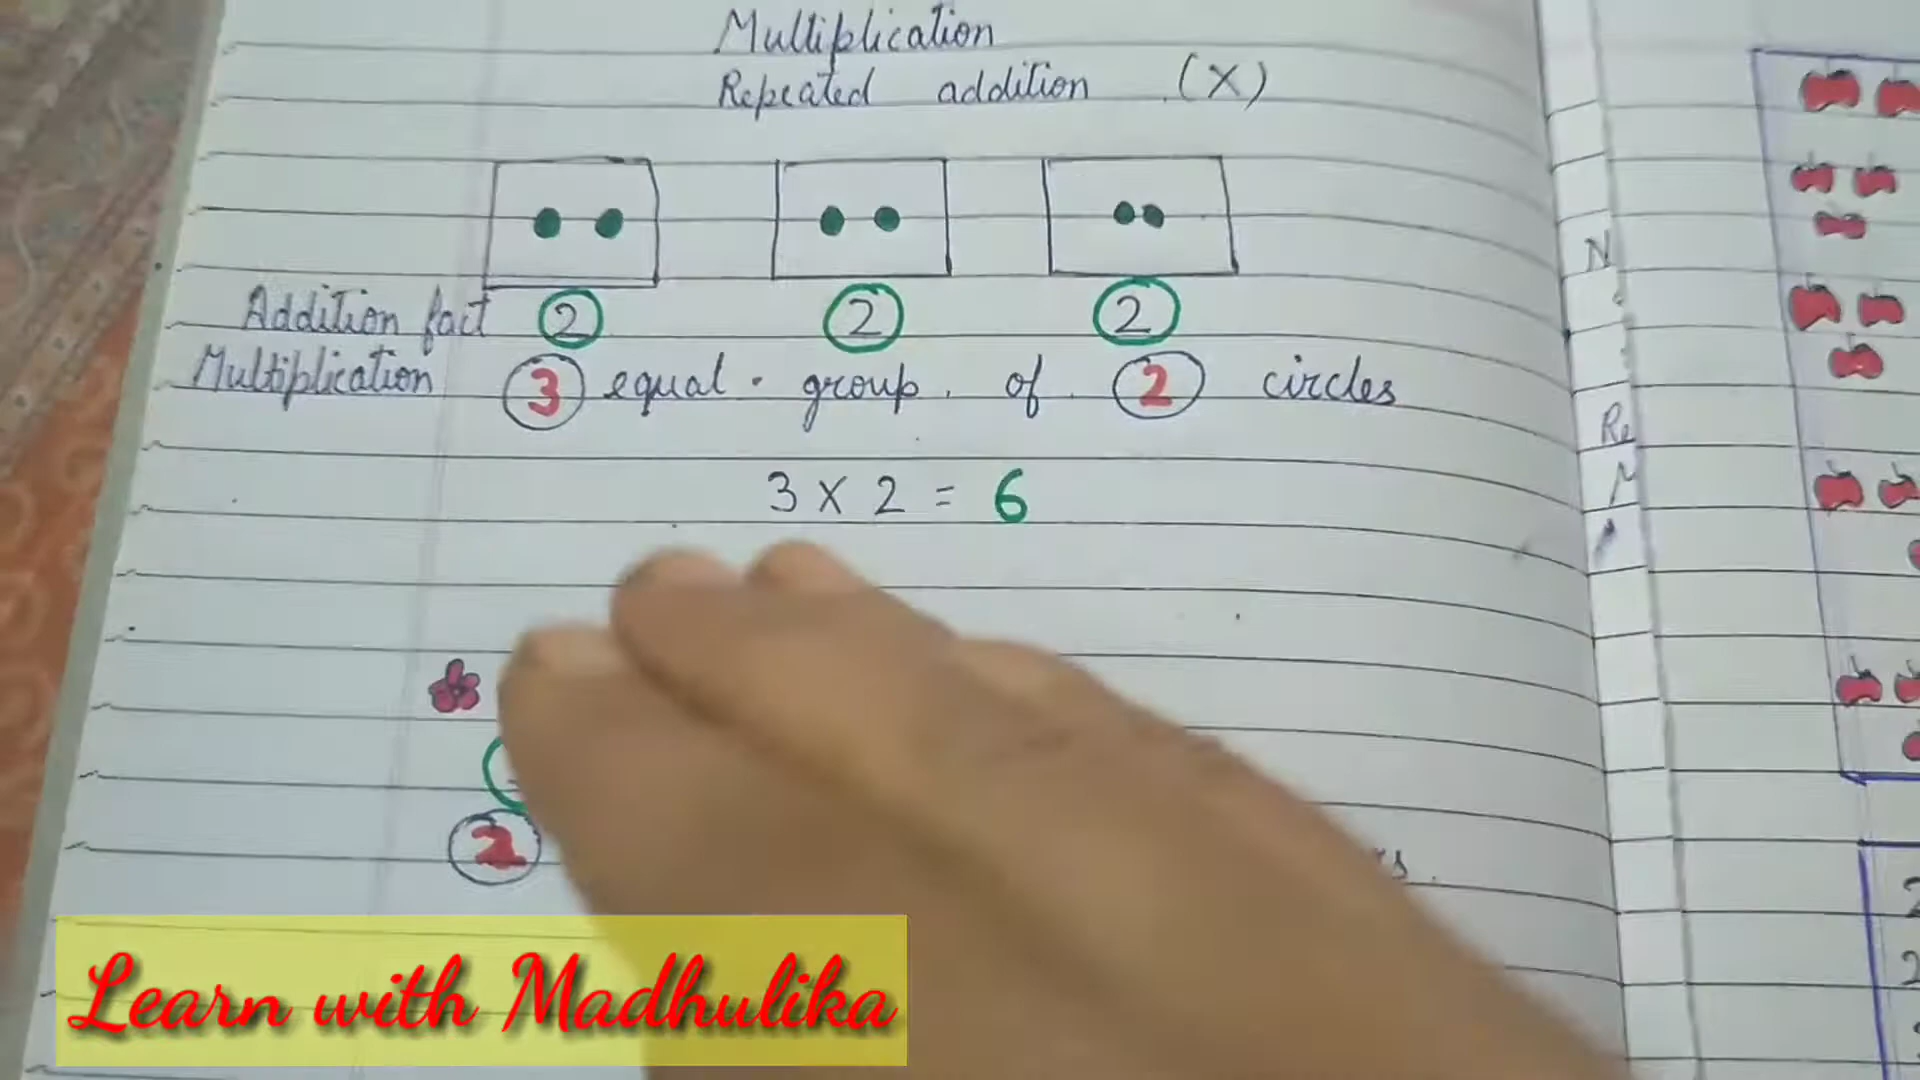 Multiplication
Repeated addition (X)
Addition fact 2 2 2
Multiplication 3 equal group of 2 circles
3 X 2 = 6
2
Learn with Madhulika